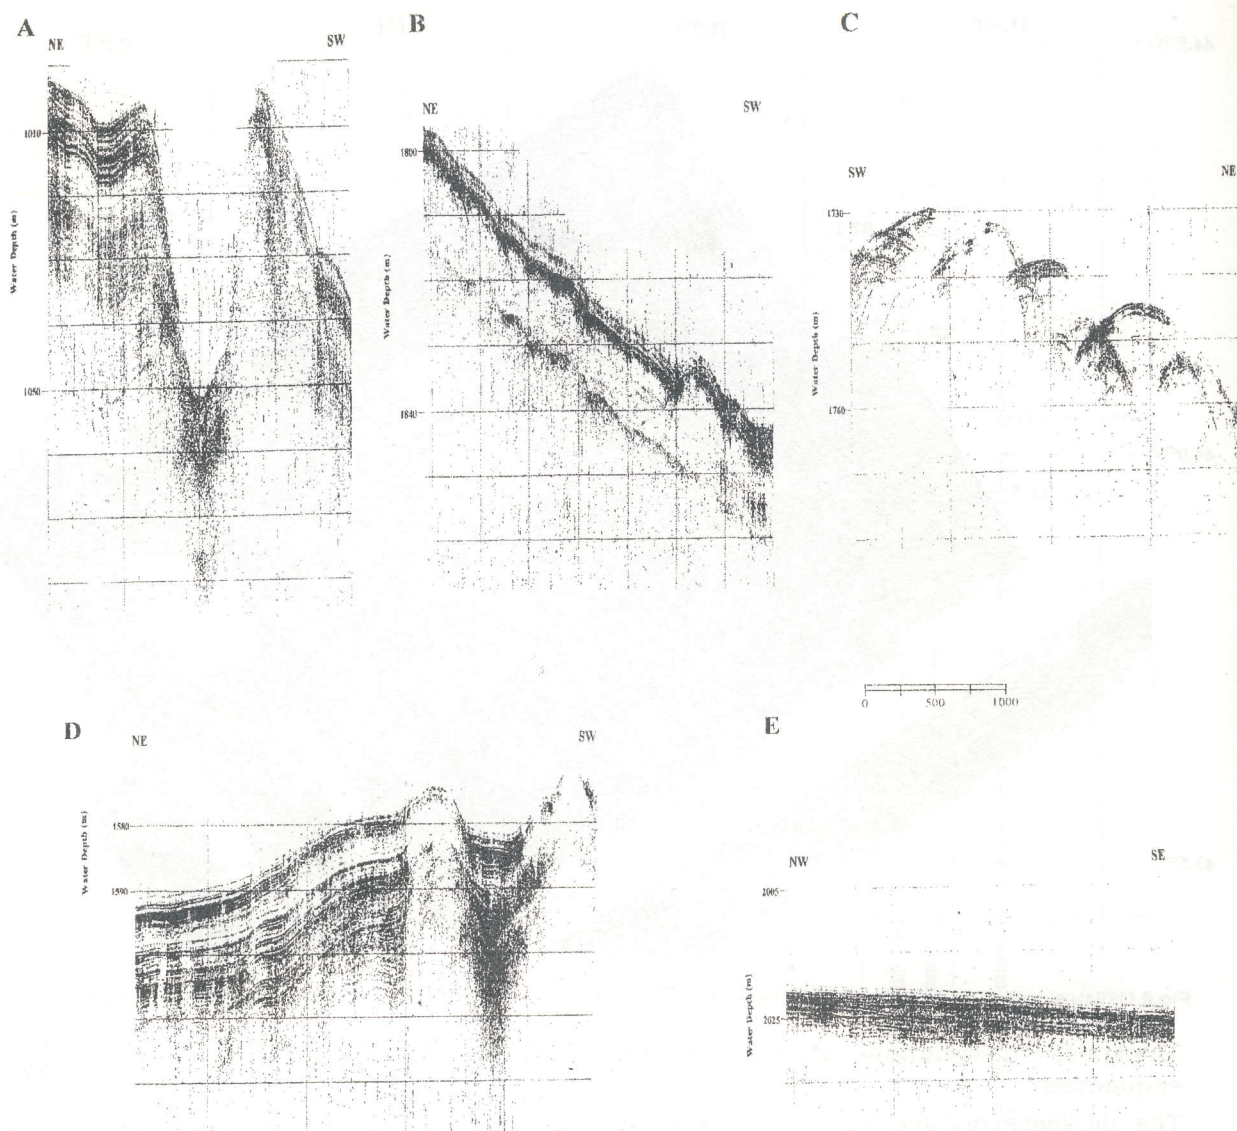 A
NE
SW
Water Depth (m)
1010
1050
B
NE
SW
Water Depth (m)
1800
1840
C
SW
NE
Water Depth (m)
1730
1760
0 500 1000
D
NE
SW
Water Depth (m)
1580
1590
E
NW
SE
Water Depth (m)
2005
2025